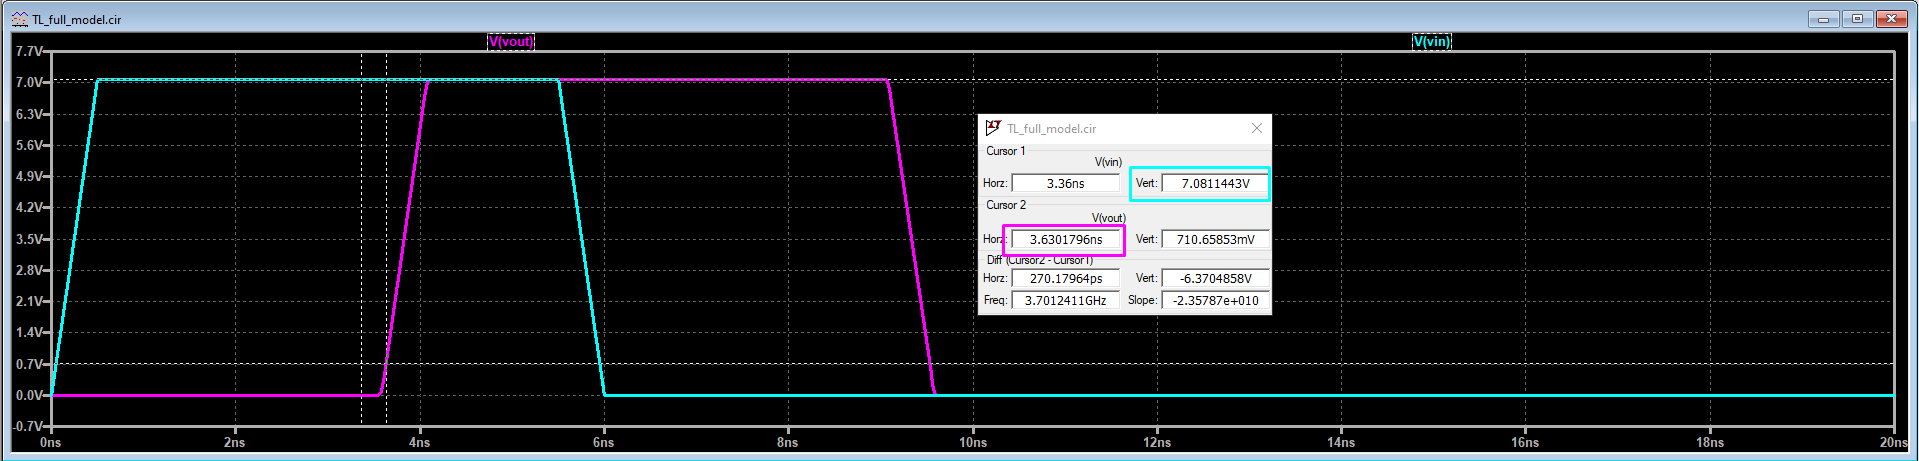 TL_full_model.cir
V(vout) V(vin)
7.7V
7.0V
6.3V
5.6V
4.9V
4.2V
3.5V
2.8V
2.1V
1.4V
0.7V
0.0V
-0.7V
0ns 2ns 4ns 6ns 8ns 10ns 12ns 14ns 16ns 18ns 20ns
TL_full_model.cir
Cursor 1
V(vin)
Horz: 3.36ns Vert: 7.0811443V
Cursor 2
V(vout)
Horz: 3.6301796ns Vert: 710.65853mV
Diff (Cursor2 - Cursor1)
Horz: 270.17964ps Vert: -6.3704858V
Freq: 3.7012411GHz Slope: -2.35787e+010